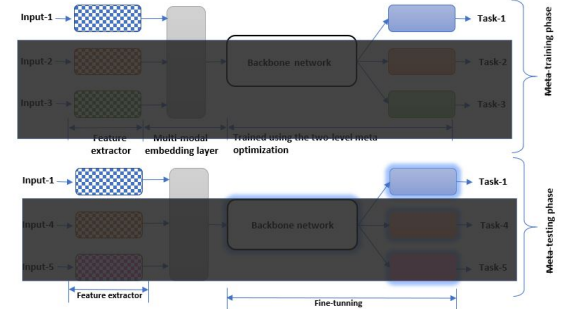 Input-1
Task-1
Input-2
Backbone network
Task-2
Input-3
Task-3
Meta-training phase
Feature extractor
Multi-modal embedding layer
Trained using the two-level meta optimization
Input-1
Task-1
Input-4
Backbone network
Task-4
Input-5
Task-5
Meta-testing phase
Feature extractor
Fine-tunning